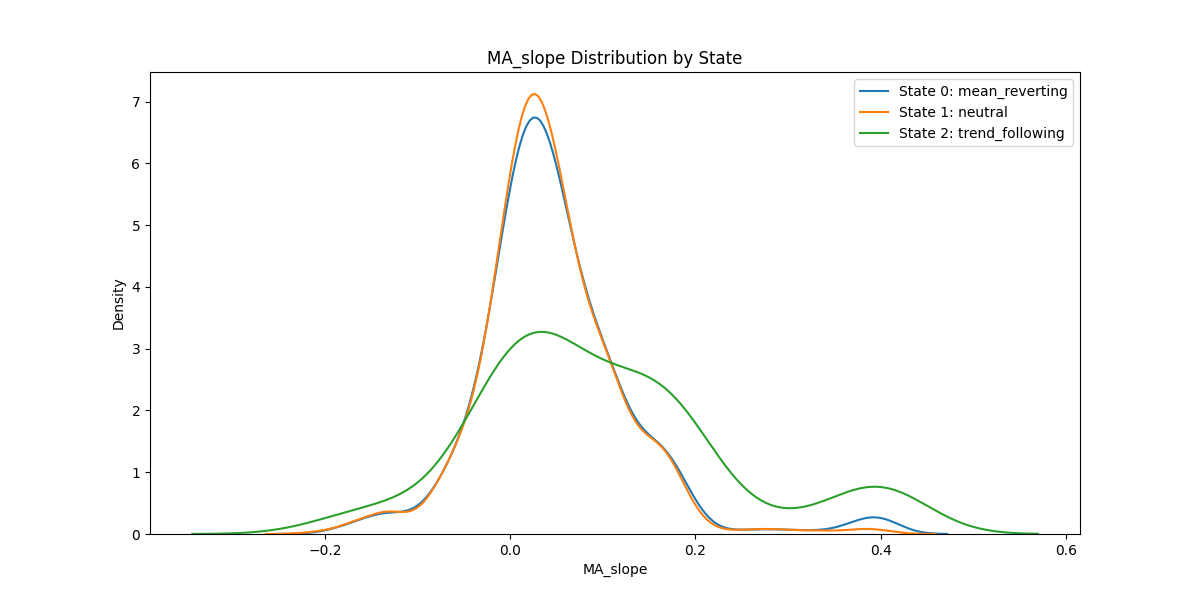 MA_slope Distribution by State
State 0: mean_reverting
State 1: neutral
State 2: trend_following
Density
7
6
5
4
3
2
1
0
−0.2
0.0
0.2
0.4
0.6
MA_slope